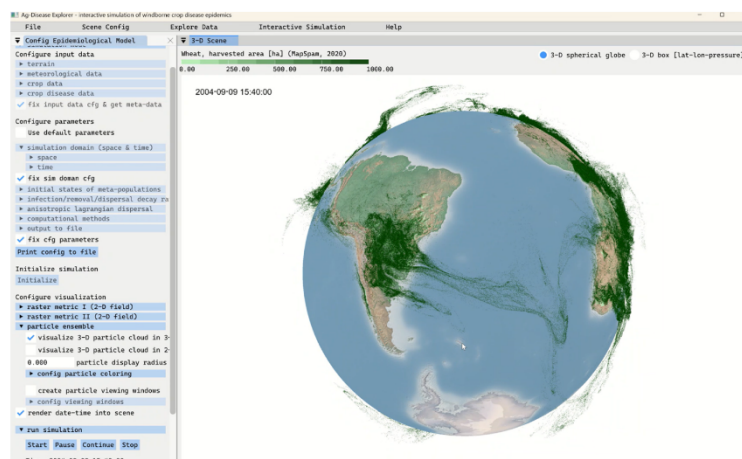 Ag-Disease Explorer - interactive simulation of windborne crop disease epidemics
File Scene Config Explore Data Interactive Simulation Help
Config Epidemiological Model
Configure input data
terrain
meteorological data
crop data
crop disease data
fix input data cfg & get meta-data
Configure parameters
Use default parameters
simulation domain (space & time)
space
time
fix sim doman cfg
initial states of meta-populations
infection/removal/dispersal decay
anisotropic lagrangian dispersal
computational methods
output to file
fix cfg parameters
Print config to file
Initialize simulation
Initialize
Configure visualization
raster metric I (2-D field)
raster metric II (2-D field)
particle ensemble
visualize 3-D particle cloud in 3-
visualize 3-D particle cloud in 2-
0.000 particle display radius
config particle coloring
create particle viewing windows
config viewing windows
render date-time into scene
run simulation
Start Pause Continue Stop
3-D Scene
Wheat, harvested area [ha] (MapSpam, 2020)
0.00 250.00 500.00 750.00 1000.00
3-D spherical globe 3-D box [lat-lon-pressure]
2004-09-09 15:40:00